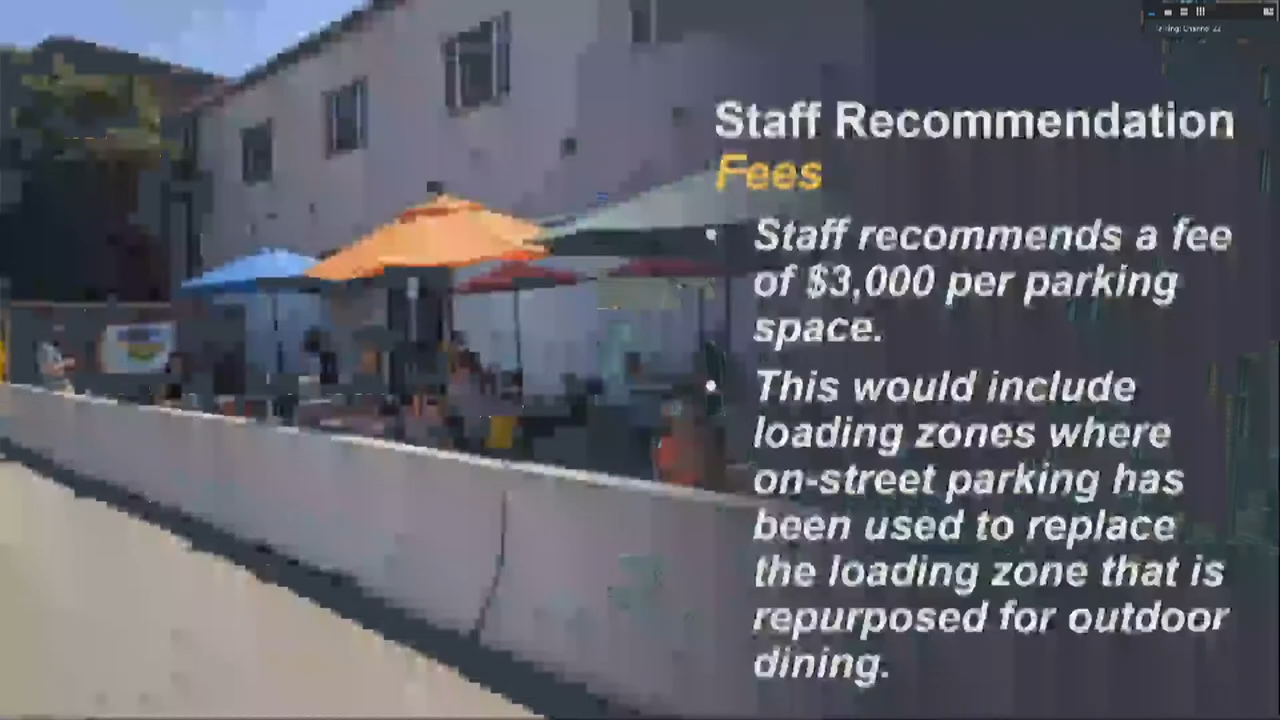 Staff Recommendation
Fees
• Staff recommends a fee
of $3,000 per parking
space.
• This would include
loading zones where
on-street parking has
been used to replace
the loading zone that is
repurposed for outdoor
dining.